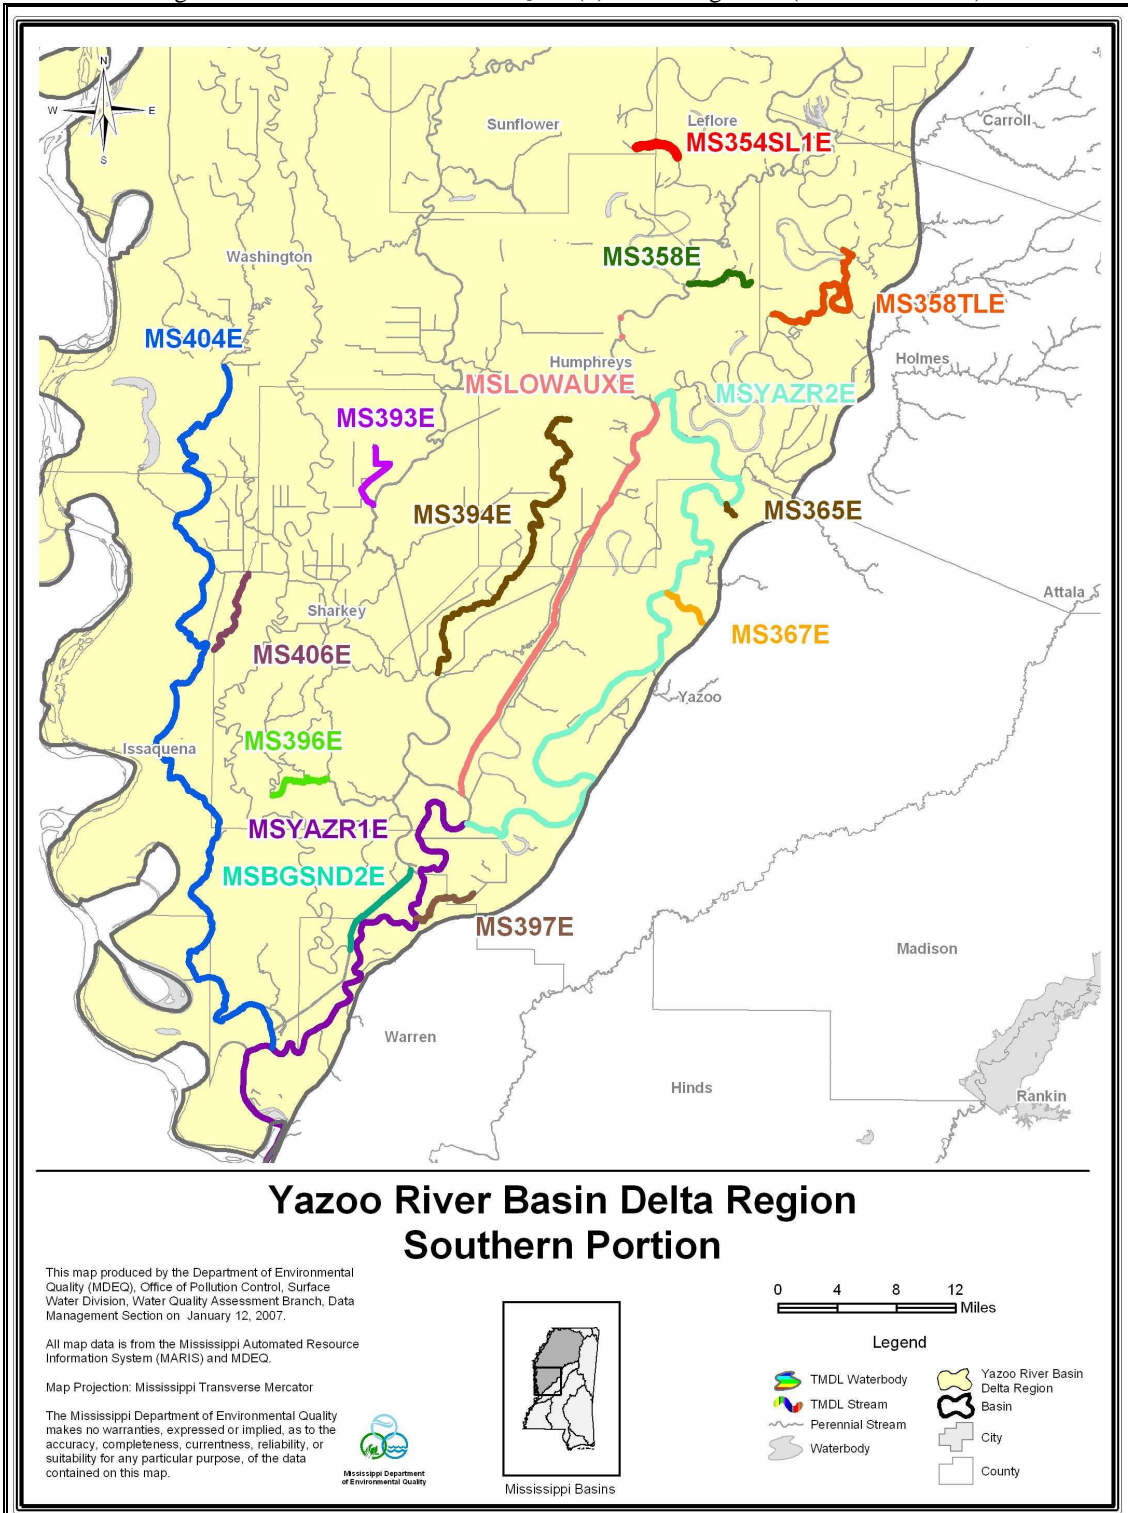 N
W E
S
Sunflower
Leflore
Carroll
MS354SL1E
Washington
MS358E
MS358TLE
MS404E
Humphreys
Holmes
MSLOWAUXE
MSYAZR2E
MS393E
MS394E
MS365E
Attala
Sharkey
MS367E
MS406E
Yazoo
MS396E
Issaquena
MSYAZR1E
MSBGSND2E
MS397E
Madison
Warren
Hinds
Rankin
Yazoo River Basin Delta Region
Southern Portion
This map produced by the Department of Environmental
Quality (MDEQ), Office of Pollution Control, Surface
Water Division, Water Quality Assessment Branch, Data
Management Section on January 12, 2007.
All map data is from the Mississippi Automated Resource
Information System (MARIS) and MDEQ.
Map Projection: Mississippi Transverse Mercator
The Mississippi Department of Environmental Quality
makes no warranties, expressed or implied, as to the
accuracy, completeness, currentness, reliability, or
suitability for any particular purpose, of the data
contained on this map.
Mississippi Department
of Environmental Quality
Mississippi Basins
0 4 8 12
Miles
Legend
TMDL Waterbody
TMDL Stream
Perennial Stream
Waterbody
Yazoo River Basin
Delta Region
Basin
City
County